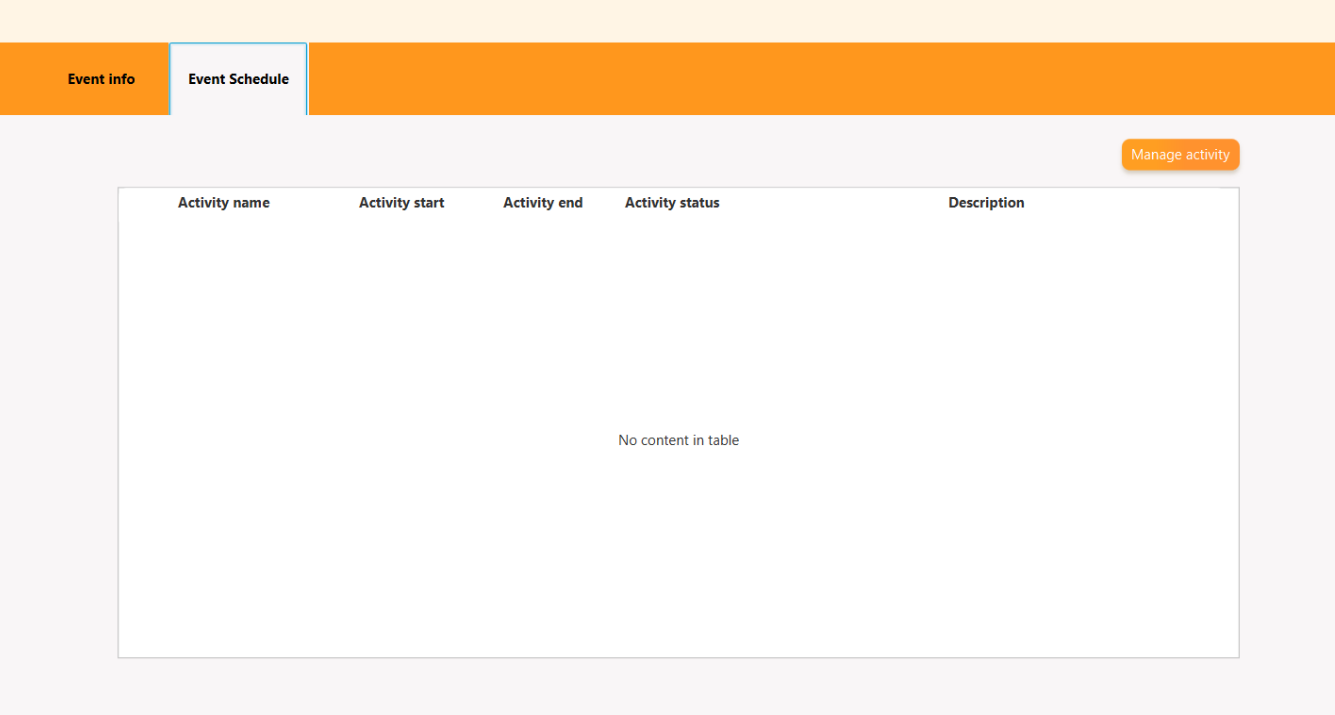 Event info Event Schedule
Manage activity
Activity name Activity start Activity end Activity status Description
No content in table